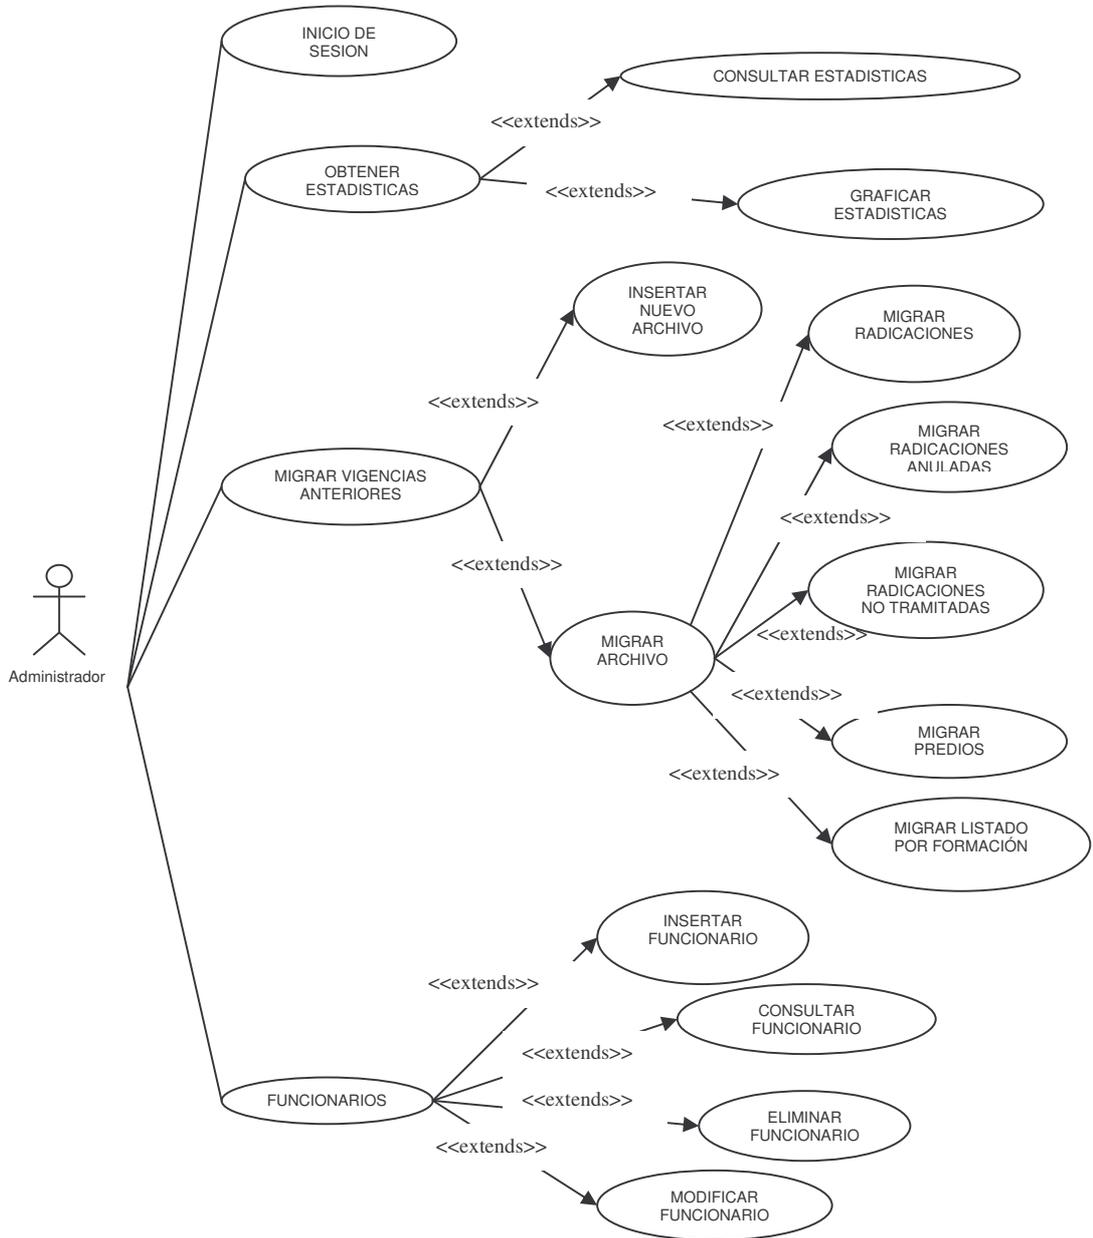 INICIO DE
SESION
CONSULTAR ESTADISTICAS
<<extends>>
OBTENER
ESTADISTICAS
<<extends>>
GRAFICAR
ESTADISTICAS
INSERTAR
NUEVO
ARCHIVO
MIGRAR
RADICACIONES
<<extends>>
<<extends>>
MIGRAR
RADICACIONES
ANULADAS
MIGRAR VIGENCIAS
ANTERIORES
<<extends>>
<<extends>>
MIGRAR
RADICACIONES
NO TRAMITADAS
<<extends>>
MIGRAR
ARCHIVO
Administrador
<<extends>>
MIGRAR
PREDIOS
<<extends>>
MIGRAR LISTADO
POR FORMACIÓN
INSERTAR
FUNCIONARIO
<<extends>>
CONSULTAR
FUNCIONARIO
<<extends>>
FUNCIONARIOS
<<extends>>
ELIMINAR
FUNCIONARIO
<<extends>>
MODIFICAR
FUNCIONARIO